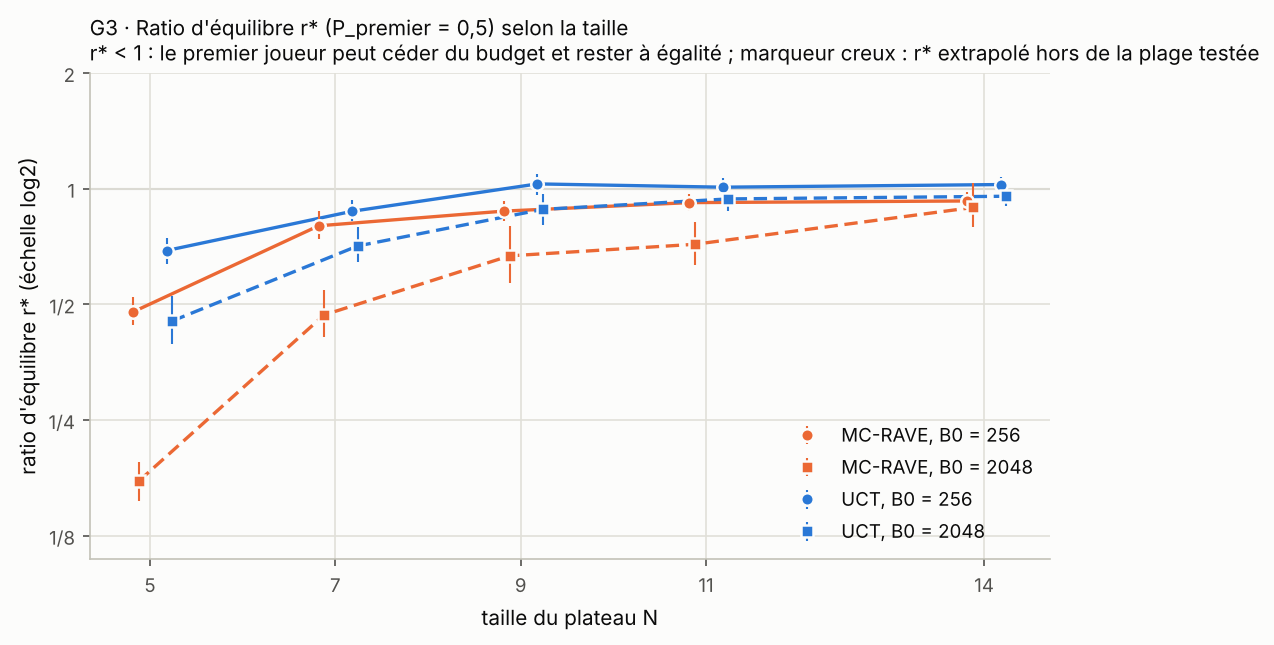 G3 · Ratio d'équilibre r* (P_premier = 0,5) selon la taille
r* < 1 : le premier joueur peut céder du budget et rester à égalité ; marqueur creux : r* extrapolé hors de la plage testée
ratio d'équilibre r* (échelle log2)
2
1
1/2
1/4
1/8
MC-RAVE, B0 = 256
MC-RAVE, B0 = 2048
UCT, B0 = 256
UCT, B0 = 2048
5
7
9
11
14
taille du plateau N